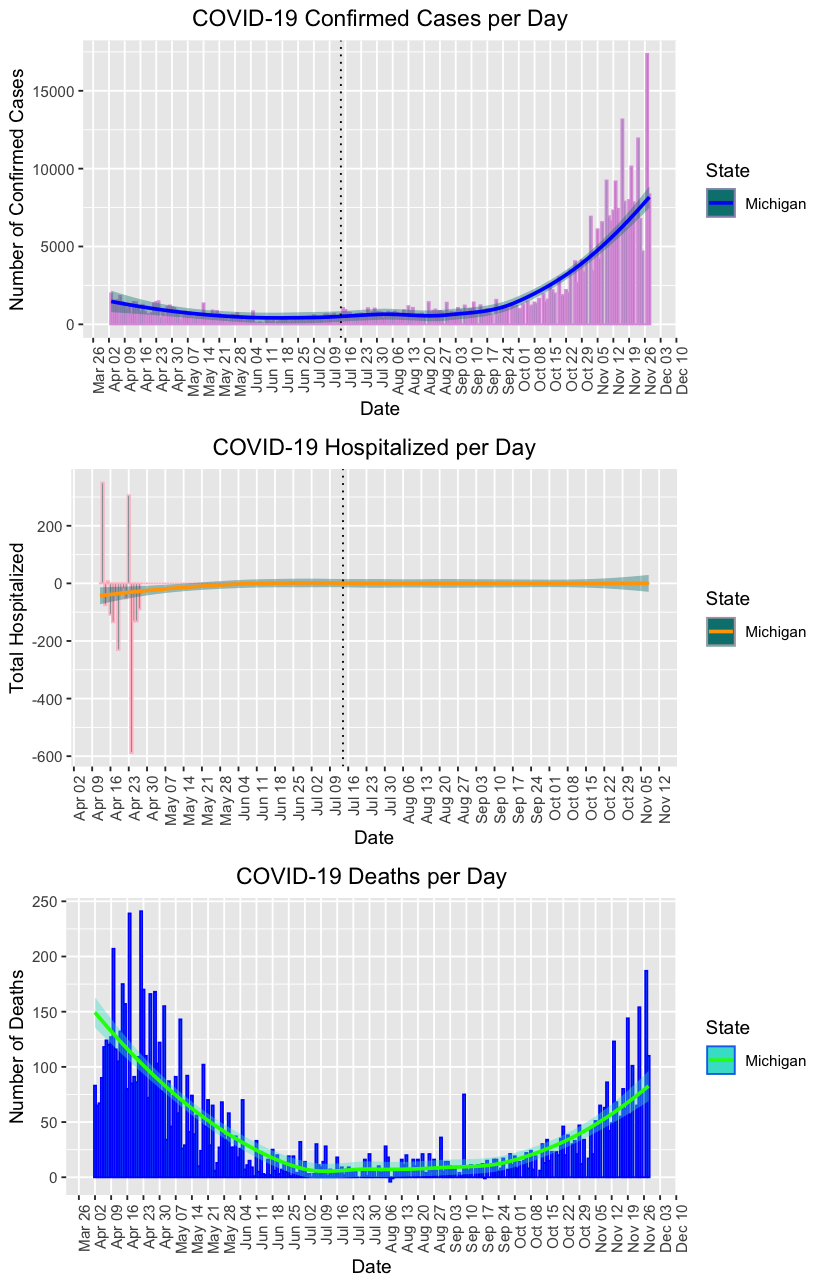 COVID-19 Confirmed Cases per Day
Number of Confirmed Cases
15000
10000
5000
0
Mar 26
Apr 02
Apr 09
Apr 16
Apr 23
Apr 30
May 07
May 14
May 21
May 28
Jun 04
Jun 11
Jun 18
Jun 25
Jul 02
Jul 09
Jul 16
Jul 23
Jul 30
Aug 06
Aug 13
Aug 20
Aug 27
Sep 03
Sep 10
Sep 17
Sep 24
Oct 01
Oct 08
Oct 15
Oct 22
Oct 29
Nov 05
Nov 12
Nov 19
Nov 26
Dec 03
Dec 10
Date
State
Michigan
COVID-19 Hospitalized per Day
Total Hospitalized
200
0
-200
-400
-600
Apr 02
Apr 09
Apr 16
Apr 23
Apr 30
May 07
May 14
May 21
May 28
Jun 04
Jun 11
Jun 18
Jun 25
Jul 02
Jul 09
Jul 16
Jul 23
Jul 30
Aug 06
Aug 13
Aug 20
Aug 27
Sep 03
Sep 10
Sep 17
Sep 24
Oct 01
Oct 08
Oct 15
Oct 22
Oct 29
Nov 05
Nov 12
Date
State
Michigan
COVID-19 Deaths per Day
Number of Deaths
250
200
150
100
50
0
Mar 26
Apr 02
Apr 09
Apr 16
Apr 23
Apr 30
May 07
May 14
May 21
May 28
Jun 04
Jun 11
Jun 18
Jun 25
Jul 02
Jul 09
Jul 16
Jul 23
Jul 30
Aug 06
Aug 13
Aug 20
Aug 27
Sep 03
Sep 10
Sep 17
Sep 24
Oct 01
Oct 08
Oct 15
Oct 22
Oct 29
Nov 05
Nov 12
Nov 19
Nov 26
Dec 03
Dec 10
Date
State
Michigan